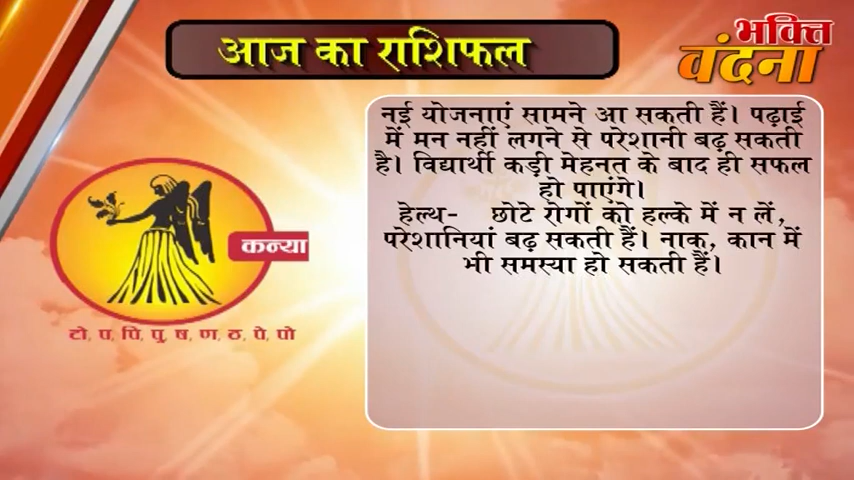 आज का राशिफल
भक्ति
वंदना
नई योजनाएं सामने आ सकती हैं। पढ़ाई
में मन नहीं लगने से परेशानी बढ़ सकती
है। विद्यार्थी कड़ी मेहनत के बाद ही सफल
हो पाएंगे।
हेल्थ- छोटे रोगों को हल्के में न लें,
परेशानियां बढ़ सकती हैं। नाक, कान में
भी समस्या हो सकती हैं।
कन्या
टो, प, पि, पु, ष, ण, ठ, पे, पो